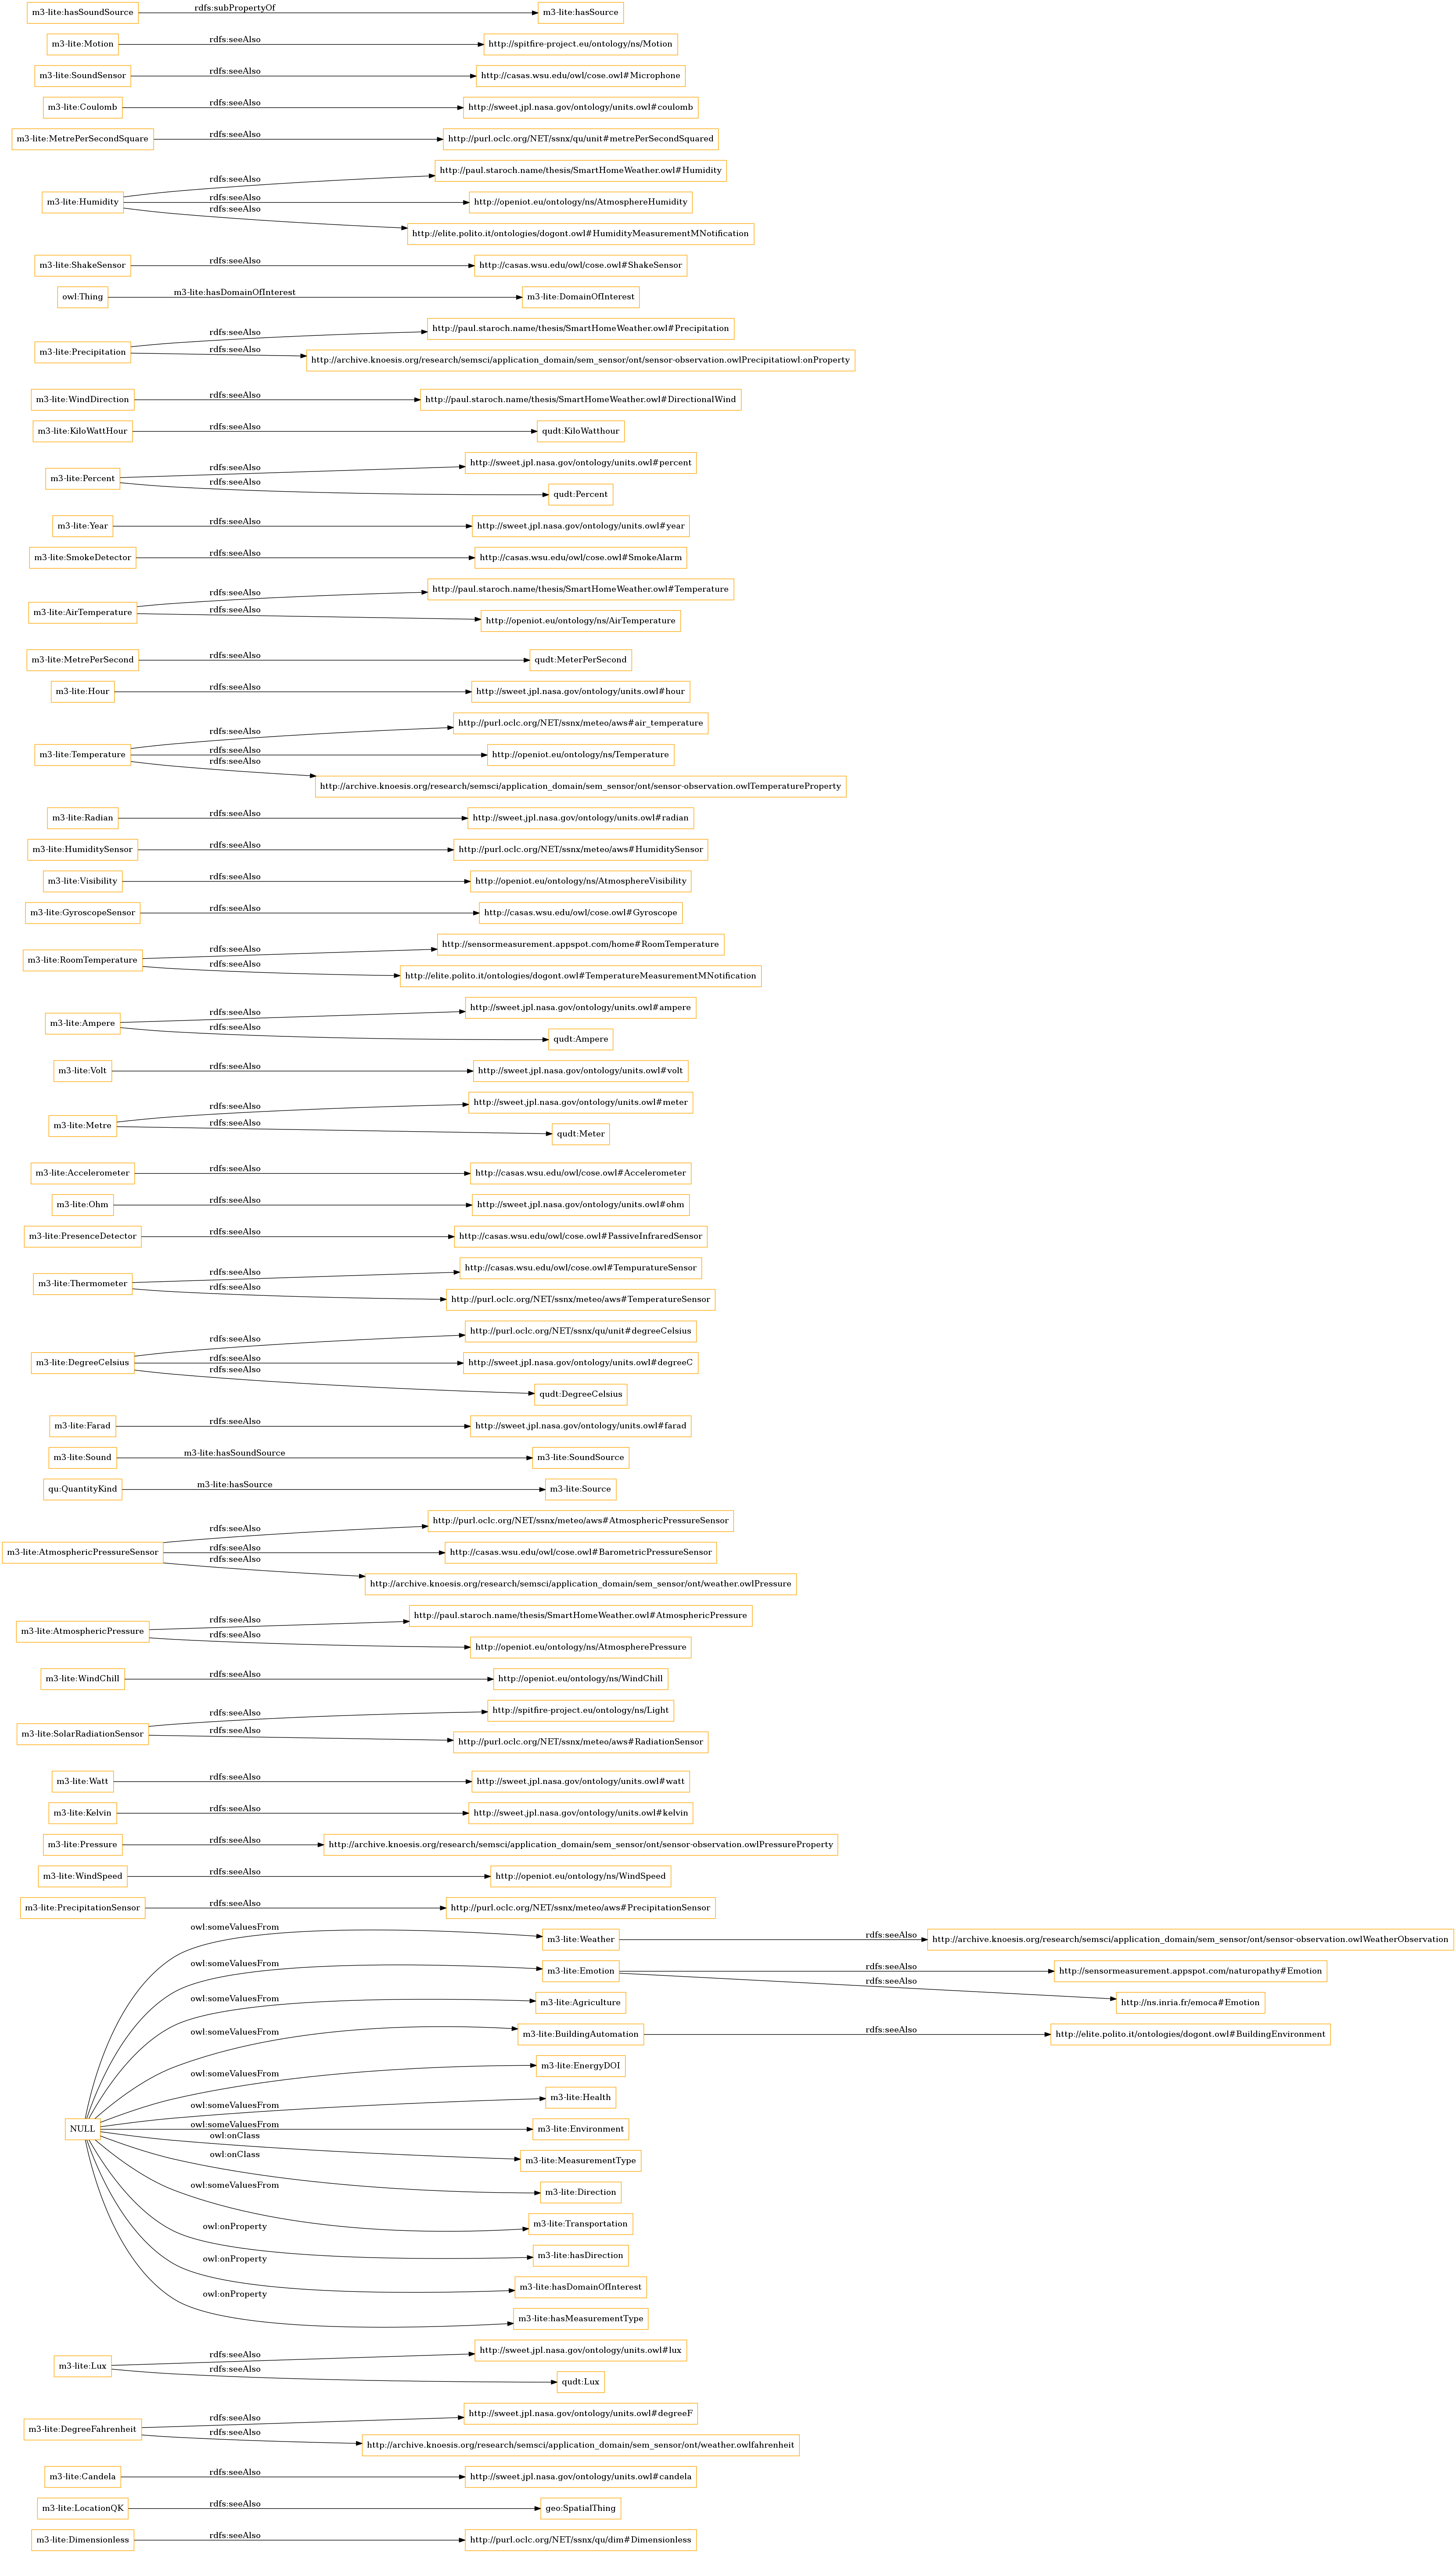 m3-lite:hasSoundSource rdfs:subPropertyOf m3-lite:hasSource
m3-lite:Motion rdfs:seeAlso http://spitfire-project.eu/ontology/ns/Motion
m3-lite:SoundSensor rdfs:seeAlso http://casas.wsu.edu/owl/cose.owl#Microphone
m3-lite:Coulomb rdfs:seeAlso http://sweet.jpl.nasa.gov/ontology/units.owl#coulomb
m3-lite:MetrePerSecondSquare rdfs:seeAlso http://purl.oclc.org/NET/ssnx/qu/unit#metrePerSecondSquared
rdfs:seeAlso http://paul.staroch.name/thesis/SmartHomeWeather.owl#Humidity
m3-lite:Humidity rdfs:seeAlso http://openiot.eu/ontology/ns/AtmosphereHumidity
rdfs:seeAlso http://elite.polito.it/ontologies/dogont.owl#HumidityMeasurementMNotification
m3-lite:ShakeSensor rdfs:seeAlso http://casas.wsu.edu/owl/cose.owl#ShakeSensor
owl:Thing m3-lite:hasDomainOfInterest m3-lite:DomainOfInterest
rdfs:seeAlso http://paul.staroch.name/thesis/SmartHomeWeather.owl#Precipitation
m3-lite:Precipitation rdfs:seeAlso http://archive.knoesis.org/research/semsci/application_domain/sem_sensor/ont/sensor-observation.owlPrecipitatiowl:onProperty
m3-lite:WindDirection rdfs:seeAlso http://paul.staroch.name/thesis/SmartHomeWeather.owl#DirectionalWind
m3-lite:KiloWattHour rdfs:seeAlso qudt:KiloWatthour
rdfs:seeAlso http://sweet.jpl.nasa.gov/ontology/units.owl#percent
m3-lite:Percent rdfs:seeAlso qudt:Percent
m3-lite:Year rdfs:seeAlso http://sweet.jpl.nasa.gov/ontology/units.owl#year
m3-lite:SmokeDetector rdfs:seeAlso http://casas.wsu.edu/owl/cose.owl#SmokeAlarm
rdfs:seeAlso http://paul.staroch.name/thesis/SmartHomeWeather.owl#Temperature
m3-lite:AirTemperature rdfs:seeAlso http://openiot.eu/ontology/ns/AirTemperature
m3-lite:MetrePerSecond rdfs:seeAlso qudt:MeterPerSecond
m3-lite:Hour rdfs:seeAlso http://sweet.jpl.nasa.gov/ontology/units.owl#hour
rdfs:seeAlso http://purl.oclc.org/NET/ssnx/meteo/aws#air_temperature
m3-lite:Temperature rdfs:seeAlso http://openiot.eu/ontology/ns/Temperature
rdfs:seeAlso http://archive.knoesis.org/research/semsci/application_domain/sem_sensor/ont/sensor-observation.owlTemperatureProperty
m3-lite:Radian rdfs:seeAlso http://sweet.jpl.nasa.gov/ontology/units.owl#radian
m3-lite:HumiditySensor rdfs:seeAlso http://purl.oclc.org/NET/ssnx/meteo/aws#HumiditySensor
m3-lite:Visibility rdfs:seeAlso http://openiot.eu/ontology/ns/AtmosphereVisibility
m3-lite:GyroscopeSensor rdfs:seeAlso http://casas.wsu.edu/owl/cose.owl#Gyroscope
rdfs:seeAlso http://sensormeasurement.appspot.com/home#RoomTemperature
m3-lite:RoomTemperature rdfs:seeAlso http://elite.polito.it/ontologies/dogont.owl#TemperatureMeasurementMNotification
rdfs:seeAlso http://sweet.jpl.nasa.gov/ontology/units.owl#ampere
m3-lite:Ampere rdfs:seeAlso qudt:Ampere
m3-lite:Volt rdfs:seeAlso http://sweet.jpl.nasa.gov/ontology/units.owl#volt
rdfs:seeAlso http://sweet.jpl.nasa.gov/ontology/units.owl#meter
m3-lite:Metre rdfs:seeAlso qudt:Meter
m3-lite:Accelerometer rdfs:seeAlso http://casas.wsu.edu/owl/cose.owl#Accelerometer
m3-lite:Ohm rdfs:seeAlso http://sweet.jpl.nasa.gov/ontology/units.owl#ohm
m3-lite:PresenceDetector rdfs:seeAlso http://casas.wsu.edu/owl/cose.owl#PassiveInfraredSensor
rdfs:seeAlso http://casas.wsu.edu/owl/cose.owl#TempuratureSensor
m3-lite:Thermometer rdfs:seeAlso http://purl.oclc.org/NET/ssnx/meteo/aws#TemperatureSensor
rdfs:seeAlso http://purl.oclc.org/NET/ssnx/qu/unit#degreeCelsius
m3-lite:DegreeCelsius rdfs:seeAlso http://sweet.jpl.nasa.gov/ontology/units.owl#degreeC
rdfs:seeAlso qudt:DegreeCelsius
m3-lite:Farad rdfs:seeAlso http://sweet.jpl.nasa.gov/ontology/units.owl#farad
m3-lite:Sound m3-lite:hasSoundSource m3-lite:SoundSource
qu:QuantityKind m3-lite:hasSource m3-lite:Source
rdfs:seeAlso http://purl.oclc.org/NET/ssnx/meteo/aws#AtmosphericPressureSensor
m3-lite:AtmosphericPressureSensor rdfs:seeAlso http://casas.wsu.edu/owl/cose.owl#BarometricPressureSensor
rdfs:seeAlso http://archive.knoesis.org/research/semsci/application_domain/sem_sensor/ont/weather.owlPressure
rdfs:seeAlso http://paul.staroch.name/thesis/SmartHomeWeather.owl#AtmosphericPressure
m3-lite:AtmosphericPressure rdfs:seeAlso http://openiot.eu/ontology/ns/AtmospherePressure
m3-lite:WindChill rdfs:seeAlso http://openiot.eu/ontology/ns/WindChill
rdfs:seeAlso http://spitfire-project.eu/ontology/ns/Light
m3-lite:SolarRadiationSensor rdfs:seeAlso http://purl.oclc.org/NET/ssnx/meteo/aws#RadiationSensor
m3-lite:Watt rdfs:seeAlso http://sweet.jpl.nasa.gov/ontology/units.owl#watt
m3-lite:Kelvin rdfs:seeAlso http://sweet.jpl.nasa.gov/ontology/units.owl#kelvin
m3-lite:Pressure rdfs:seeAlso http://archive.knoesis.org/research/semsci/application_domain/sem_sensor/ont/sensor-observation.owlPressureProperty
m3-lite:WindSpeed rdfs:seeAlso http://openiot.eu/ontology/ns/WindSpeed
m3-lite:PrecipitationSensor rdfs:seeAlso http://purl.oclc.org/NET/ssnx/meteo/aws#PrecipitationSensor
owl:someValuesFrom m3-lite:Weather rdfs:seeAlso http://archive.knoesis.org/research/semsci/application_domain/sem_sensor/ont/sensor-observation.owlWeatherObservation
owl:someValuesFrom m3-lite:Emotion rdfs:seeAlso http://sensormeasurement.appspot.com/naturopathy#Emotion
rdfs:seeAlso http://ns.inria.fr/emoca#Emotion
owl:someValuesFrom m3-lite:Agriculture
owl:someValuesFrom m3-lite:BuildingAutomation rdfs:seeAlso http://elite.polito.it/ontologies/dogont.owl#BuildingEnvironment
owl:someValuesFrom m3-lite:EnergyDOI
owl:someValuesFrom m3-lite:Health
NULL owl:someValuesFrom m3-lite:Environment
owl:onClass m3-lite:MeasurementType
owl:onClass m3-lite:Direction
owl:someValuesFrom m3-lite:Transportation
owl:onProperty m3-lite:hasDirection
owl:onProperty m3-lite:hasDomainOfInterest
owl:onProperty m3-lite:hasMeasurementType
rdfs:seeAlso http://sweet.jpl.nasa.gov/ontology/units.owl#lux
m3-lite:Lux rdfs:seeAlso qudt:Lux
rdfs:seeAlso http://sweet.jpl.nasa.gov/ontology/units.owl#degreeF
m3-lite:DegreeFahrenheit rdfs:seeAlso http://archive.knoesis.org/research/semsci/application_domain/sem_sensor/ont/weather.owlfahrenheit
m3-lite:Candela rdfs:seeAlso http://sweet.jpl.nasa.gov/ontology/units.owl#candela
m3-lite:LocationQK rdfs:seeAlso geo:SpatialThing
m3-lite:Dimensionless rdfs:seeAlso http://purl.oclc.org/NET/ssnx/qu/dim#Dimensionless